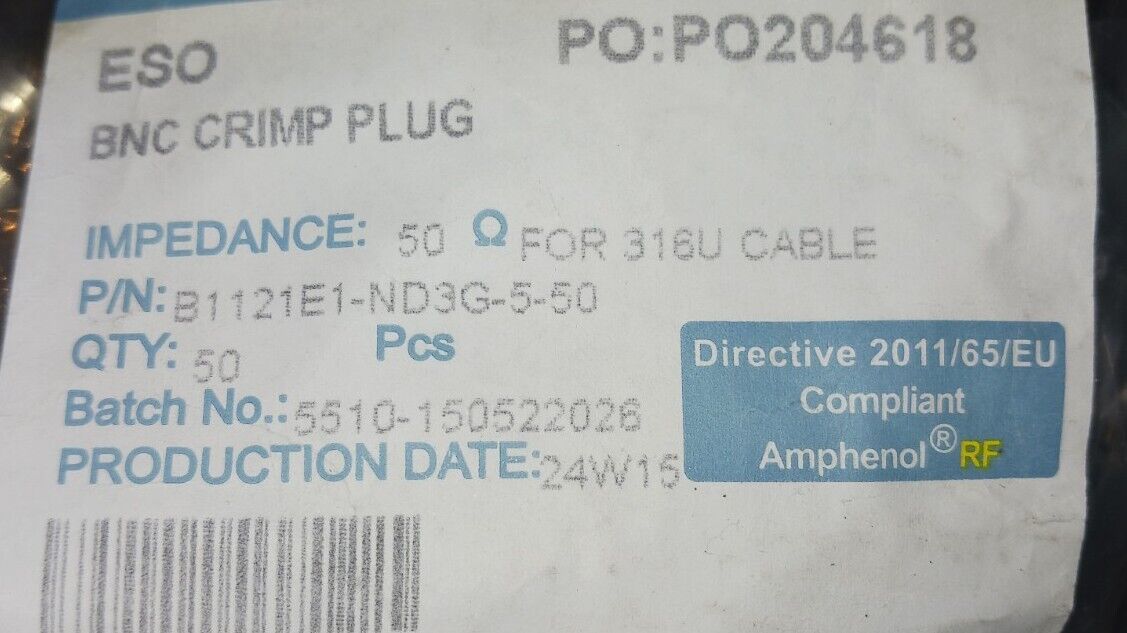 ESO
PO:PO204618
BNC CRIMP PLUG
IMPEDANCE: 50 Ω FOR 316U CABLE
P/N: B1121E1-ND3G-5-50
QTY: 50 Pcs
Batch No.: 5510-150522026
PRODUCTION DATE: 24W15
Directive 2011/65/EU
Compliant
Amphenol® RF